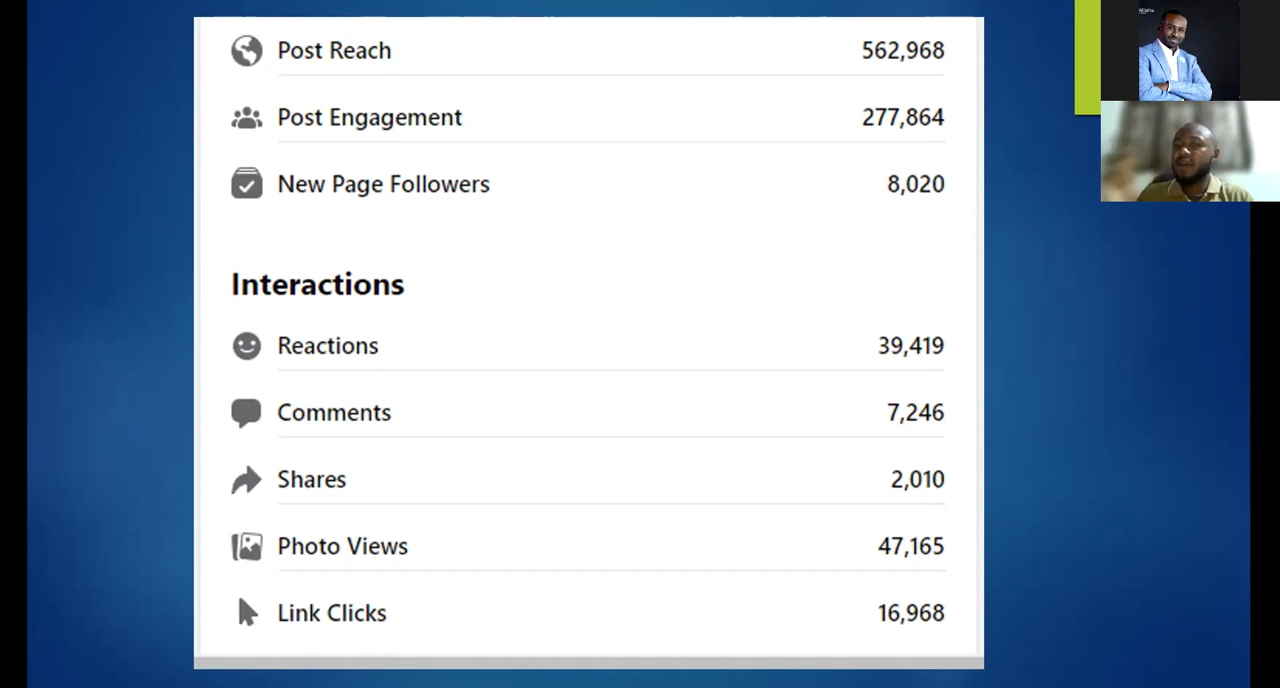 Post Reach 562,968
Post Engagement 277,864
New Page Followers 8,020
Interactions
Reactions 39,419
Comments 7,246
Shares 2,010
Photo Views 47,165
Link Clicks 16,968